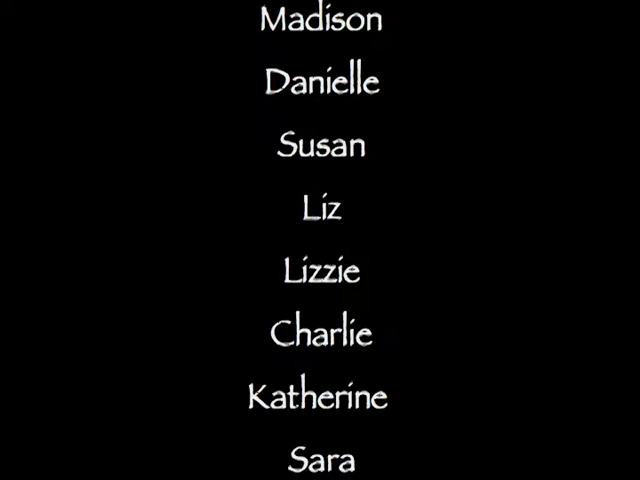 Madison
Danielle
Susan
Liz
Lizzie
Charlie
Katherine
Sara